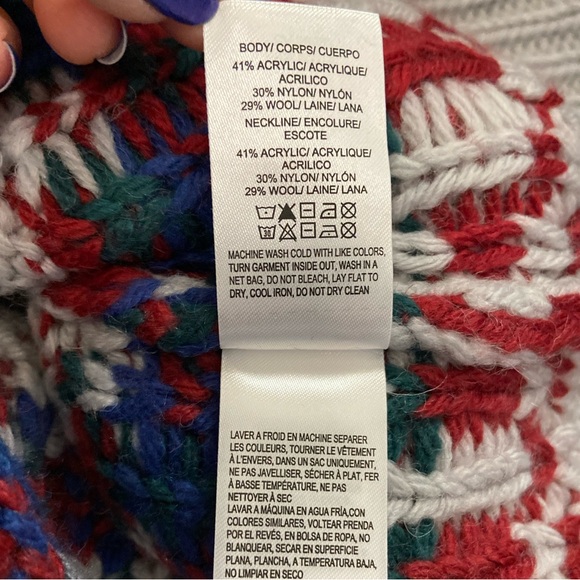 BODY/ CORPS/ CUERPO
41% ACRYLIC/ ACRYLIQUE/
ACRILICO
30% NYLON/ NYLÓN
29% WOOL/ LAINE/ LANA
NECKLINE/ ENCOLURE/
ESCOTE
41% ACRYLIC/ ACRYLIQUE/
ACRILICO
30% NYLON/ NYLÓN
29% WOOL/ LAINE/ LANA
MACHINE WASH COLD WITH LIKE COLORS,
TURN GARMENT INSIDE OUT, WASH IN A
NET BAG, DO NOT BLEACH, LAY FLAT TO
DRY, COOL IRON, DO NOT DRY CLEAN
LAVER A FROID EN MACHINE SEPARER
LES COULEURS, TOURNER LE VÊTEMENT
À L'ENVERS, DANS UN SAC UNIQUEMENT,
NE PAS JAVELLISER, SÉCHER À PLAT, FER
À BASSE TEMPÉRATURE, NE PAS
NETTOYER À SEC
LAVAR A MÁQUINA EN AGUA FRÍA,CON
COLORES SIMILARES, VOLTEAR PRENDA
POR EL REVÉS, EN BOLSA DE ROPA, NO
BLANQUEAR, SECAR EN SUPERFICIE
PLANA, PLANCHA, A TEMPERATURA BAJA,
NO LIMPIAR EN SECO